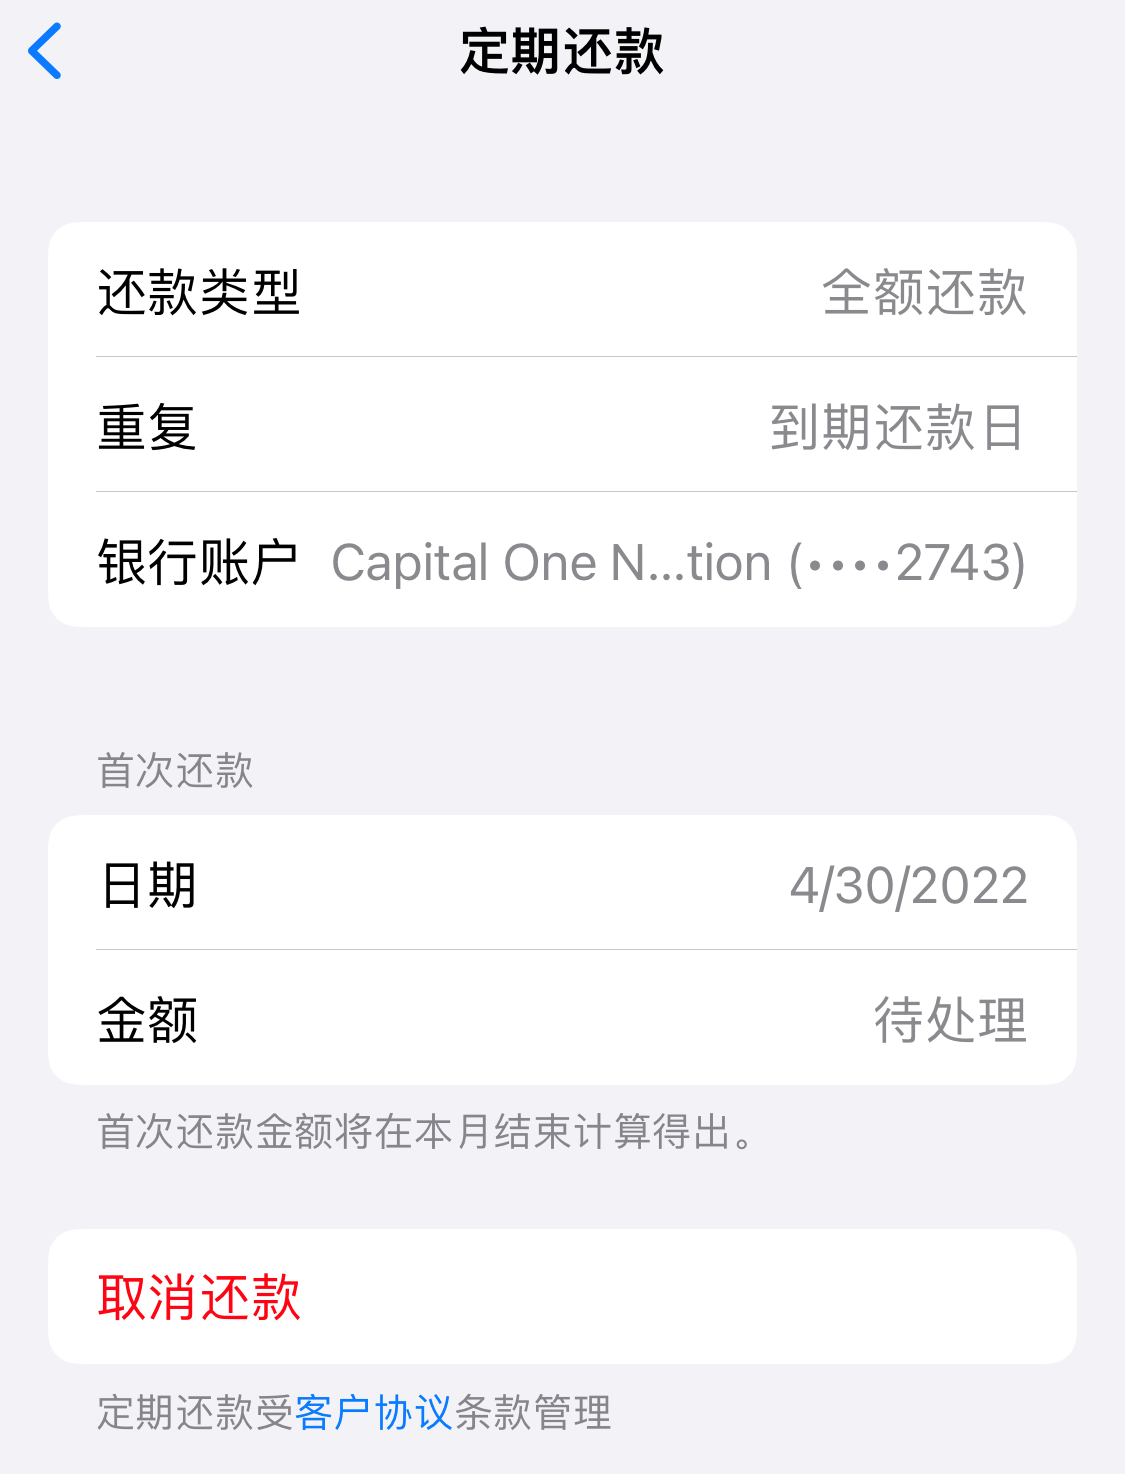 定期还款
还款类型 全额还款
重复 到期还款日
银行账户 Capital One N...tion (••••2743)
首次还款
日期 4/30/2022
金额 待处理
首次还款金额将在本月结束计算得出。
取消还款
定期还款受客户协议条款管理